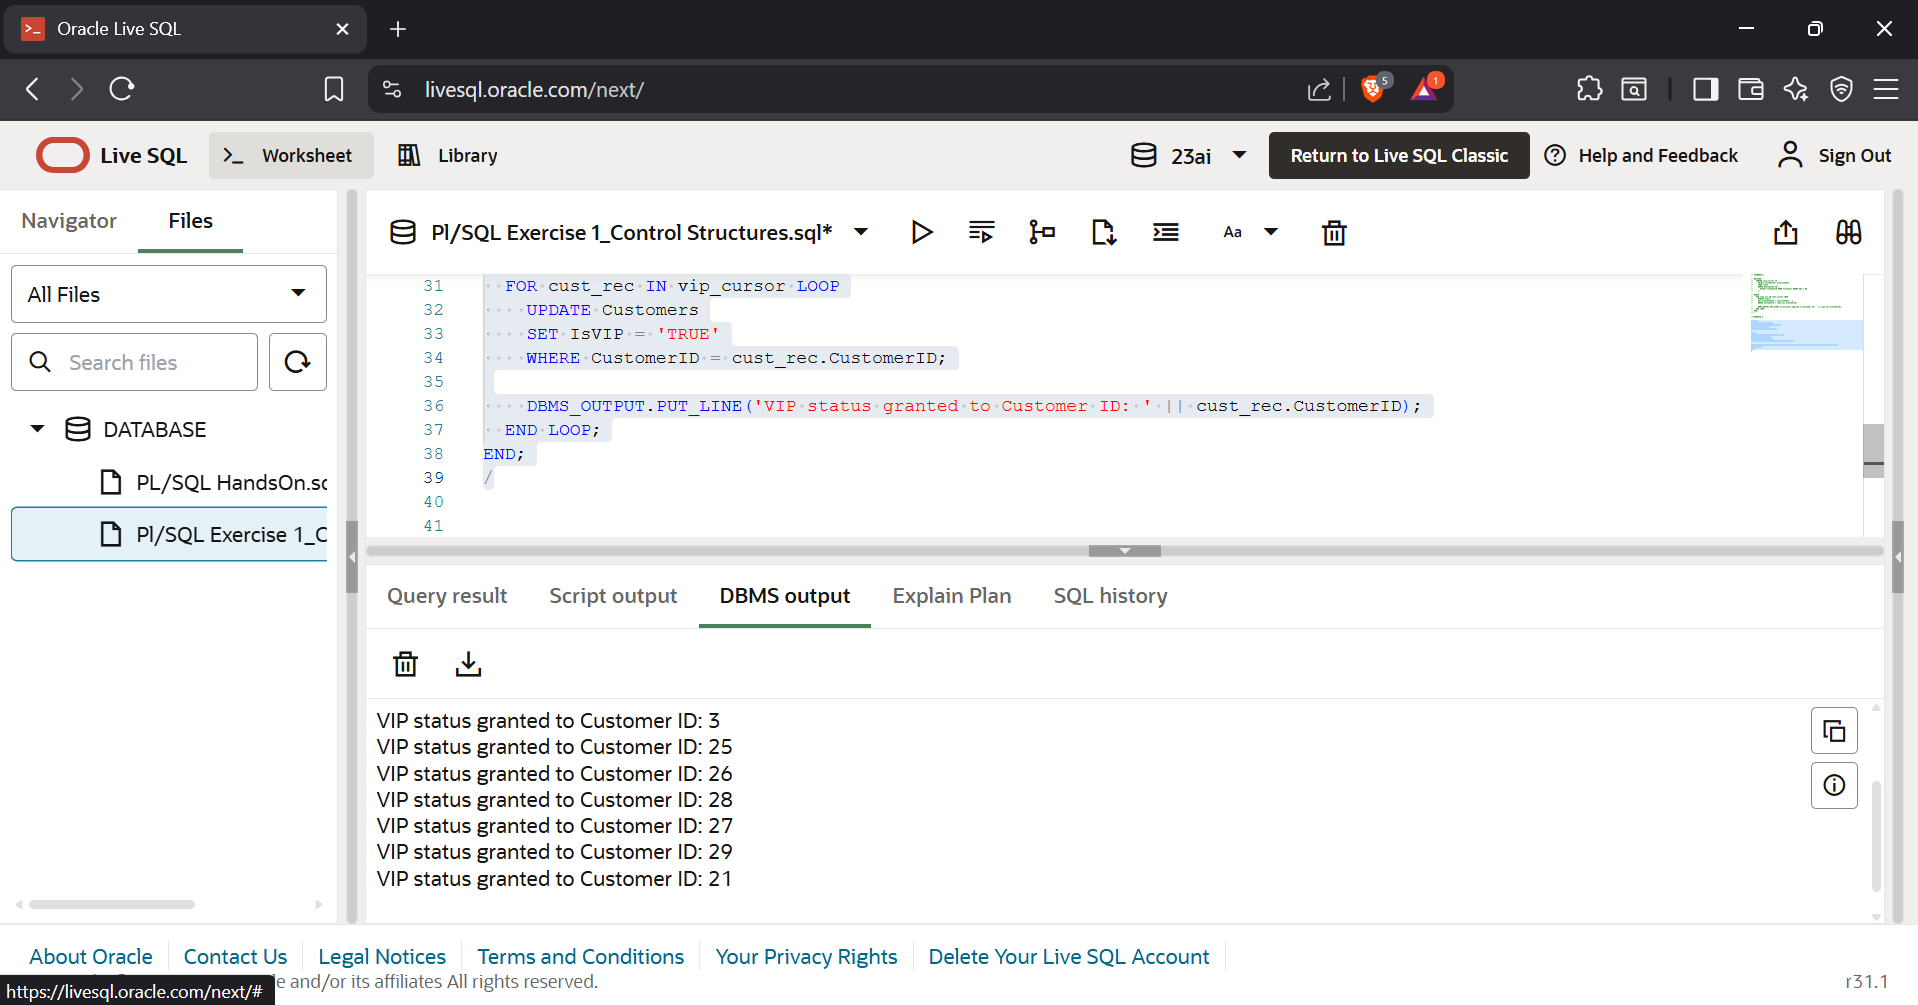 Oracle Live SQL
livesql.oracle.com/next/
5
1
Live SQL
Worksheet
Library
23ai
Return to Live SQL Classic
Help and Feedback
Sign Out
Navigator
Files
All Files
Search files
DATABASE
PL/SQL HandsOn.sc
Pl/SQL Exercise 1_C
Pl/SQL Exercise 1_Control Structures.sql*
Aa
31 FOR cust_rec IN vip_cursor LOOP
32 UPDATE Customers
33 SET IsVIP = 'TRUE'
34 WHERE CustomerID = cust_rec.CustomerID;
35
36 DBMS_OUTPUT.PUT_LINE('VIP status granted to Customer ID: ' || cust_rec.CustomerID);
37 END LOOP;
38 END;
39 /
40
41
Query result
Script output
DBMS output
Explain Plan
SQL history
VIP status granted to Customer ID: 3
VIP status granted to Customer ID: 25
VIP status granted to Customer ID: 26
VIP status granted to Customer ID: 28
VIP status granted to Customer ID: 27
VIP status granted to Customer ID: 29
VIP status granted to Customer ID: 21
About Oracle
Contact Us
Legal Notices
Terms and Conditions
Your Privacy Rights
Delete Your Live SQL Account
and/or its affiliates All rights reserved.
r31.1
https://livesql.oracle.com/next/#